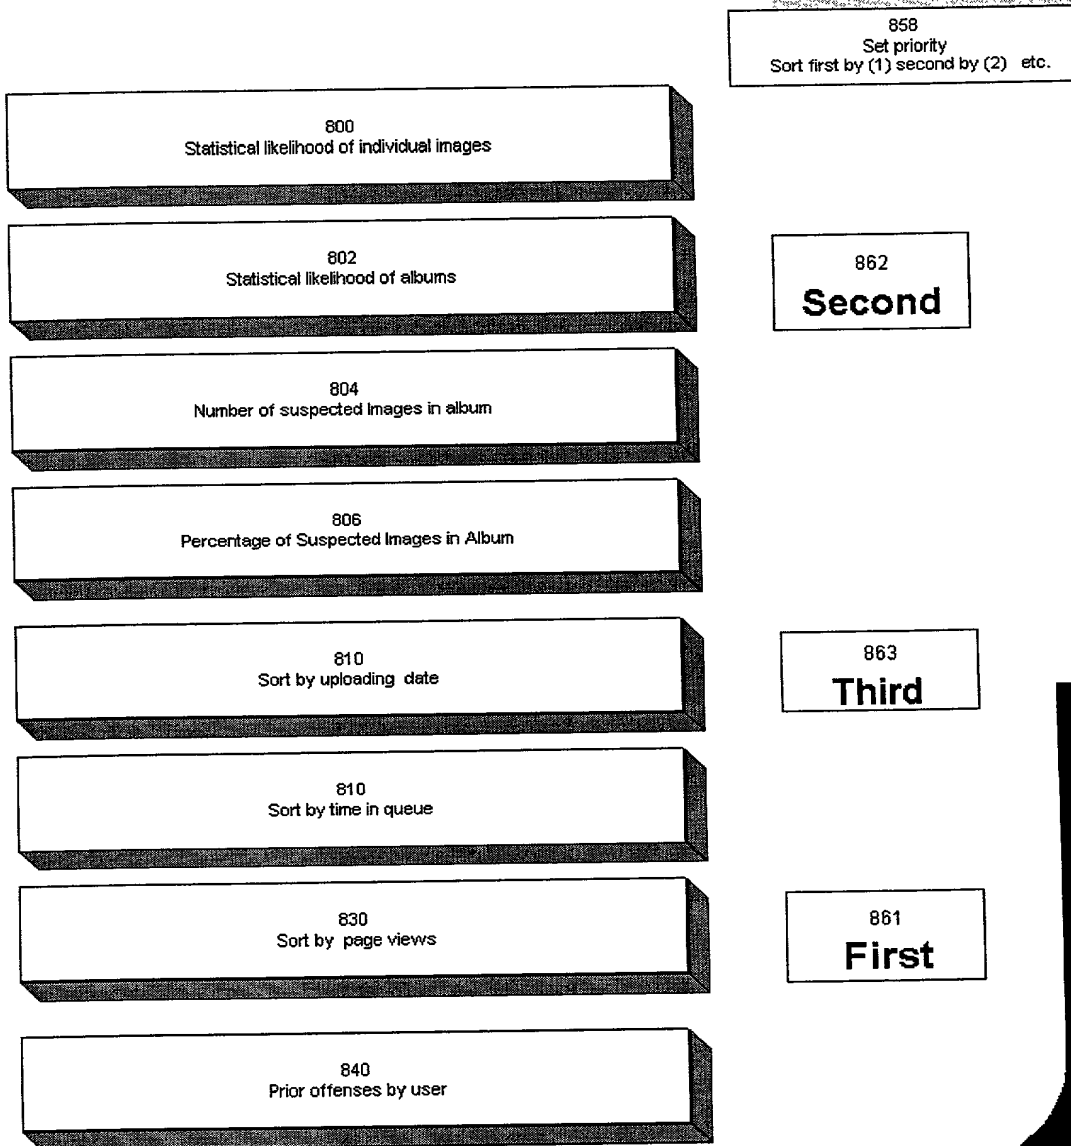 858
Set priority
Sort first by (1) second by (2) etc.
800
Statistical likelihood of individual images
802
Statistical likelihood of albums
862
Second
804
Number of suspected Images in album
806
Percentage of Suspected Images in Album
810
Sort by uploading date
863
Third
810
Sort by time in queue
830
Sort by page views
861
First
840
Prior offenses by user